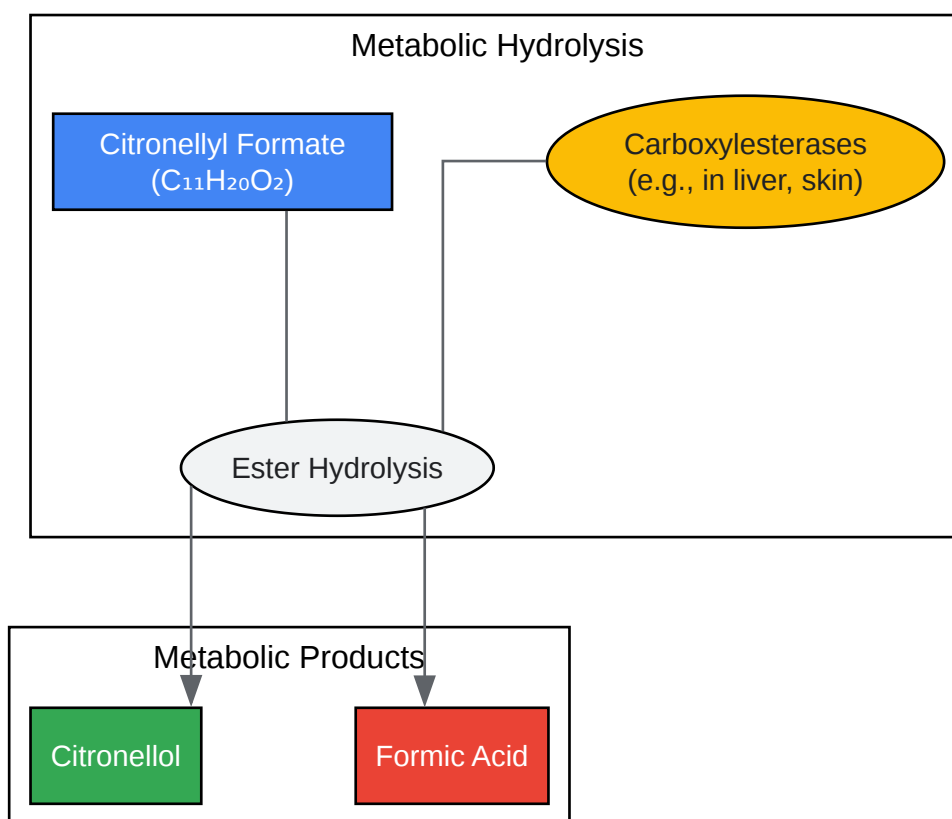 Metabolic Hydrolysis
Citronellyl Formate
(C₁₁H₂₀O₂)
Carboxylesterases
(e.g., in liver, skin)
Ester Hydrolysis
Metabolic Products
Citronellol
Formic Acid